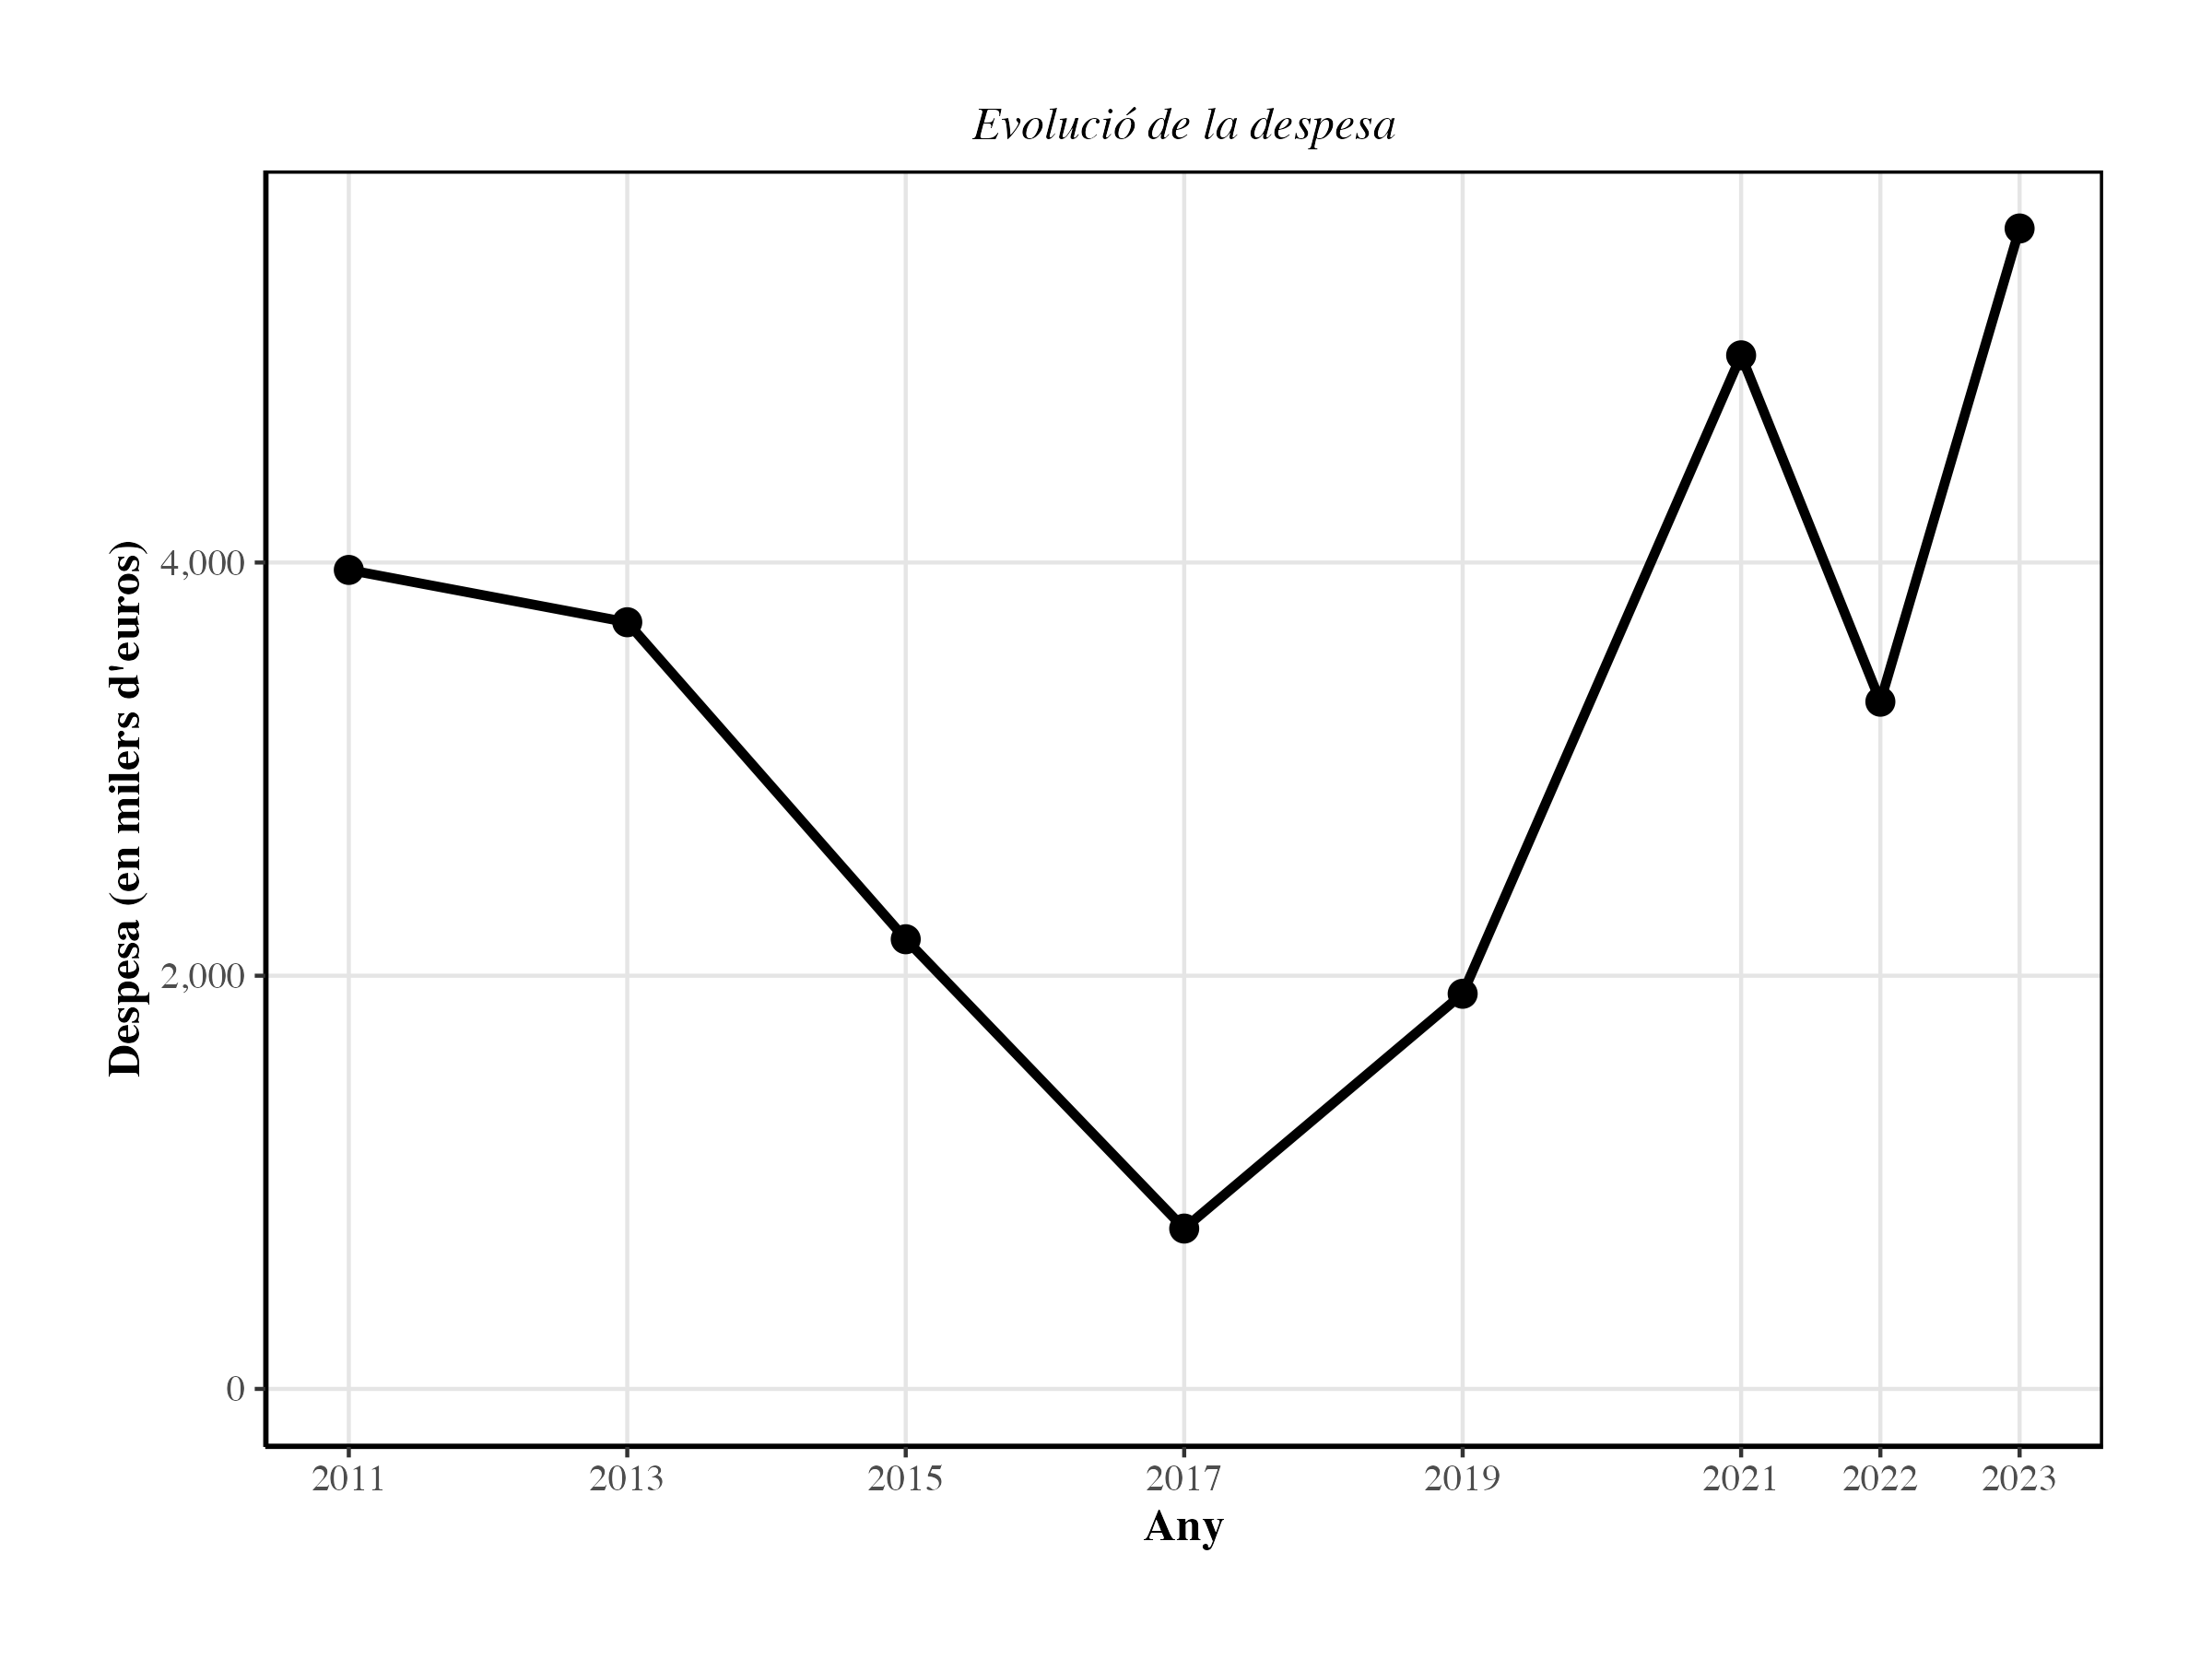 Evolució de la despesa
Despesa (en milers d'euros)
4,000
2,000
0
2011 2013 2015 2017 2019 2021 2022 2023
Any